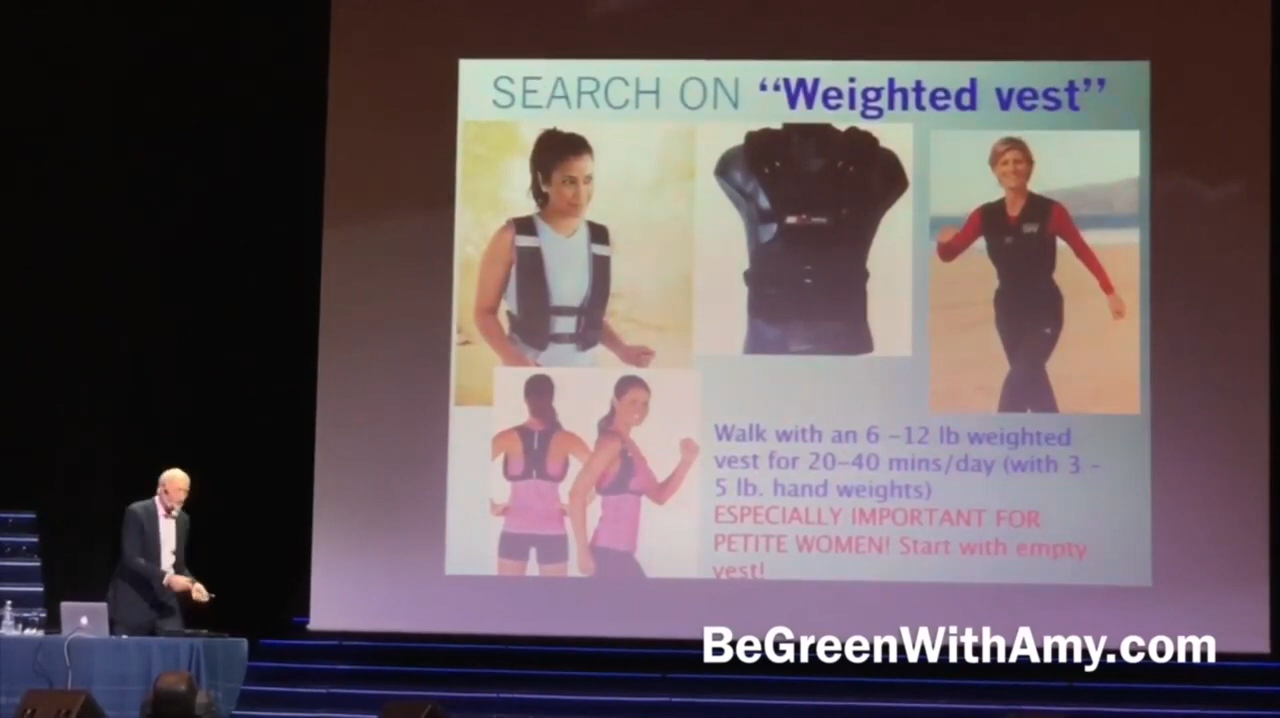 SEARCH ON “Weighted vest”
Walk with an 6 –12 lb weighted
vest for 20–40 mins/day (with 3 –
5 lb. hand weights)
ESPECIALLY IMPORTANT FOR
PETITE WOMEN! Start with empty
vest!
BeGreenWithAmy.com